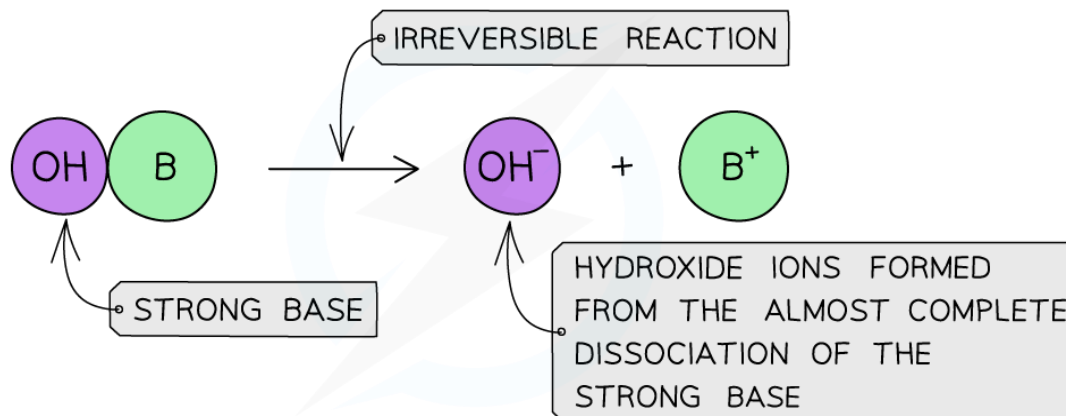 IRREVERSIBLE REACTION
OH B OH⁻ + B⁺
STRONG BASE
HYDROXIDE IONS FORMED
FROM THE ALMOST COMPLETE
DISSOCIATION OF THE
STRONG BASE